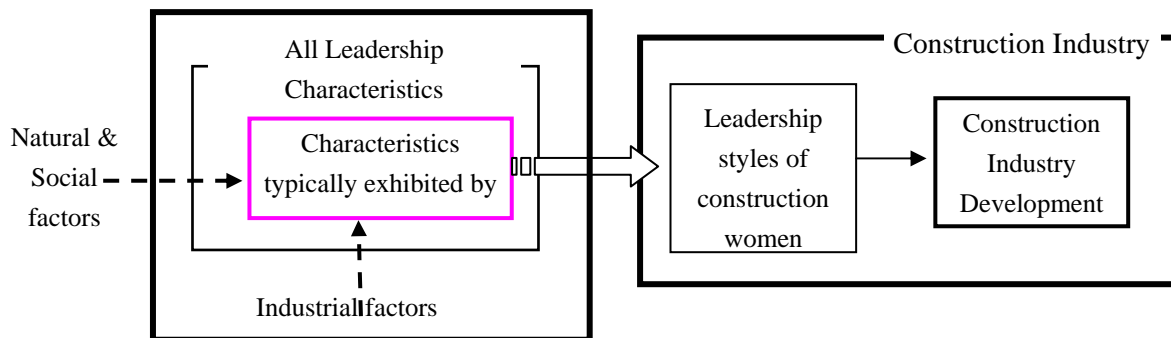 All Leadership
Characteristics
Natural &
Social
factors
Characteristics
typically exhibited by
Industrial factors
Construction Industry
Leadership
styles of
construction
women
Construction
Industry
Development